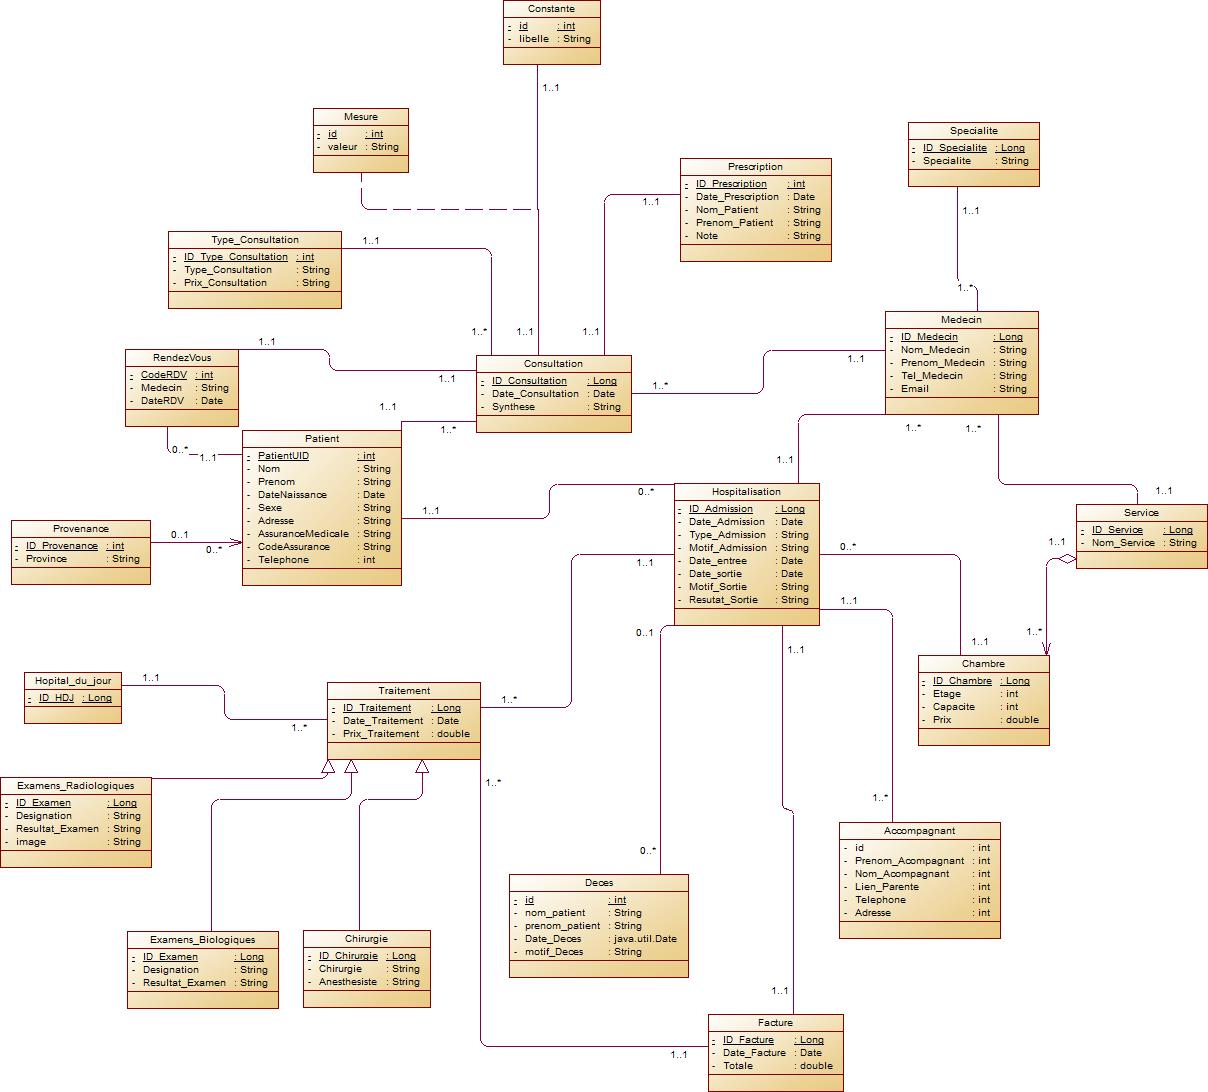 Constante
- id : int
- libelle : String
1..1
Mesure
- id : int
- valeur : String
Specialite
- ID_Specialite : Long
- Specialite : String
1..1
Prescription
- ID_Prescription : int
- Date_Prescription : Date
- Nom_Patient : String
- Prenom_Patient : String
- Note : String
1..1
Type_Consultation
- ID_Type_Consultation : int
- Type_Consultation : String
- Prix_Consultation : String
1..1
1..*
1..1
1..1
1..*
Medecin
- ID_Medecin : Long
- Nom_Medecin : String
- Prenom_Medecin : String
- Tel_Medecin : String
- Email : String
1..1
1..*
1..*
RendezVous
- CodeRDV : int
- Medecin : String
- DateRDV : Date
1..1
0..*
1..1
Consultation
- ID_Consultation : Long
- Date_Consultation : Date
- Synthese : String
1..1
1..*
1..1
1..*
Patient
- PatientUID : int
- Nom : String
- Prenom : String
- DateNaissance : Date
- Sexe : String
- Adresse : String
- AssuranceMedicale : String
- CodeAssurance : String
- Telephone : int
1..1
Provenance
- ID_Provenance : int
- Province : String
0..1
0..*
1..1
0..*
Hospitalisation
- ID_Admission : Long
- Date_Admission : Date
- Type_Admission : String
- Motif_Admission : String
- Date_entree : Date
- Date_sortie : Date
- Motif_Sortie : String
- Resutat_Sortie : String
1..1
0..1
1..1
1..1
0..*
1..1
Service
- ID_Service : Long
- Nom_Service : String
1..1
1..*
1..1
Chambre
- ID_Chambre : Long
- Etage : int
- Capacite : int
- Prix : double
Hopital_du_jour
- ID_HDJ : Long
1..1
1..*
Traitement
- ID_Traitement : Long
- Date_Traitement : Date
- Prix_Traitement : double
1..*
1..*
Examens_Radiologiques
- ID_Examen : Long
- Designation : String
- Resultat_Examen : String
- image : String
1..*
Accompagnant
- id : int
- Prenom_Acompagnant : int
- Nom_Acompagnant : int
- Lien_Parente : int
- Telephone : int
- Adresse : int
0..*
Deces
- id : int
- nom_patient : String
- prenom_patient : String
- Date_Deces : java.util.Date
- motif_Deces : String
Examens_Biologiques
- ID_Examen : Long
- Designation : String
- Resultat_Examen : String
Chirurgie
- ID_Chirurgie : Long
- Chirurgie : String
- Anesthesiste : String
1..1
Facture
- ID_Facture : Long
- Date_Facture : Date
- Totale : double
1..1